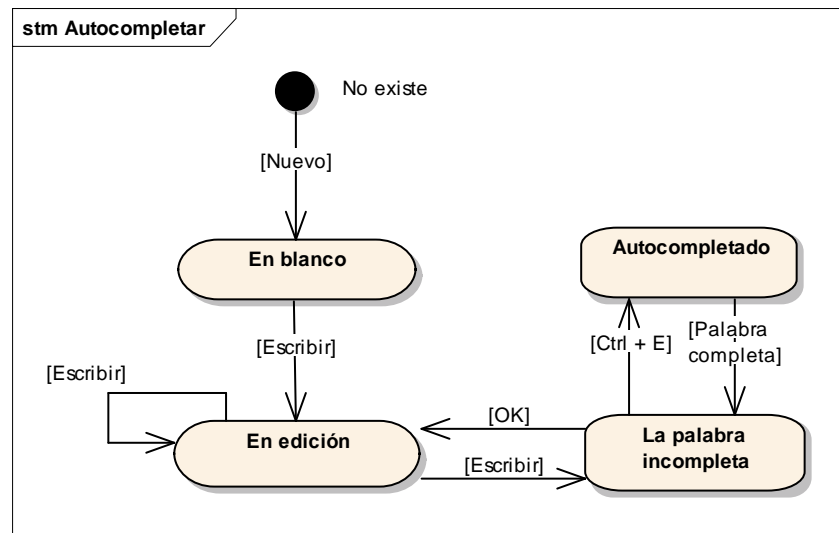 stm Autocompletar
No existe
[Nuevo]
En blanco
Autocompletado
[Escribir]
[Ctrl + E]
[Palabra
completa]
[Escribir]
[OK]
En edición
La palabra
incompleta
[Escribir]